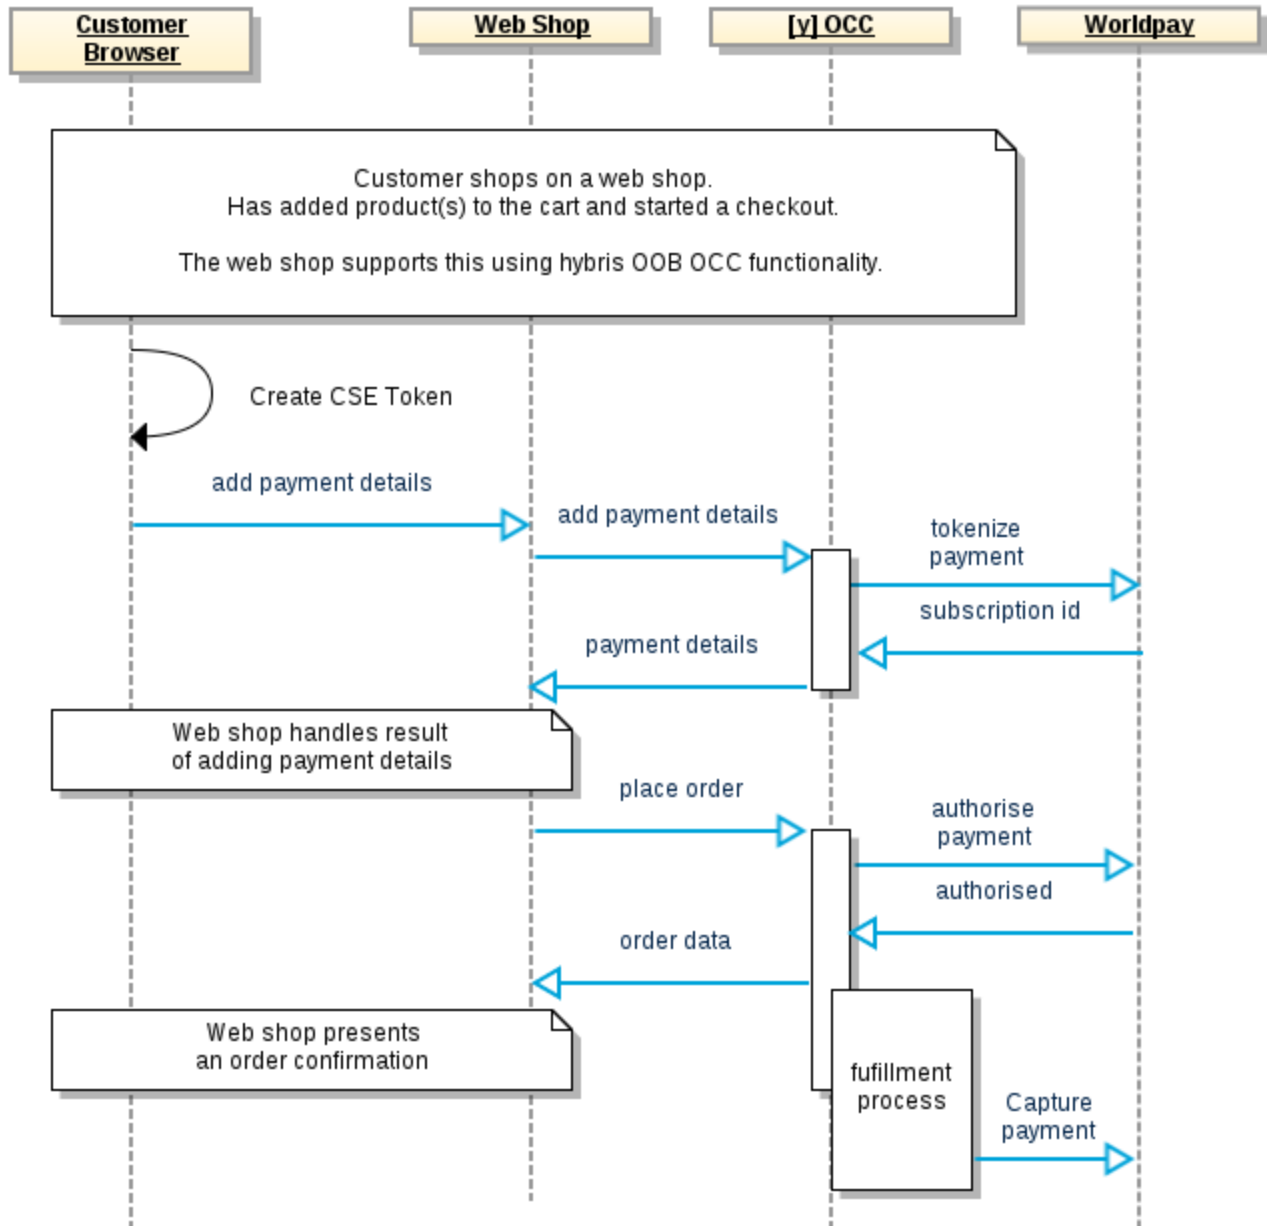 Customer
Browser
Web Shop
[y] OCC
Worldpay
Customer shops on a web shop.
Has added product(s) to the cart and started a checkout.
The web shop supports this using hybris OOB OCC functionality.
Create CSE Token
add payment details
add payment details
tokenize
payment
subscription id
payment details
Web shop handles result
of adding payment details
place order
authorise
payment
authorised
order data
Web shop presents
an order confirmation
fufillment
process
Capture
payment